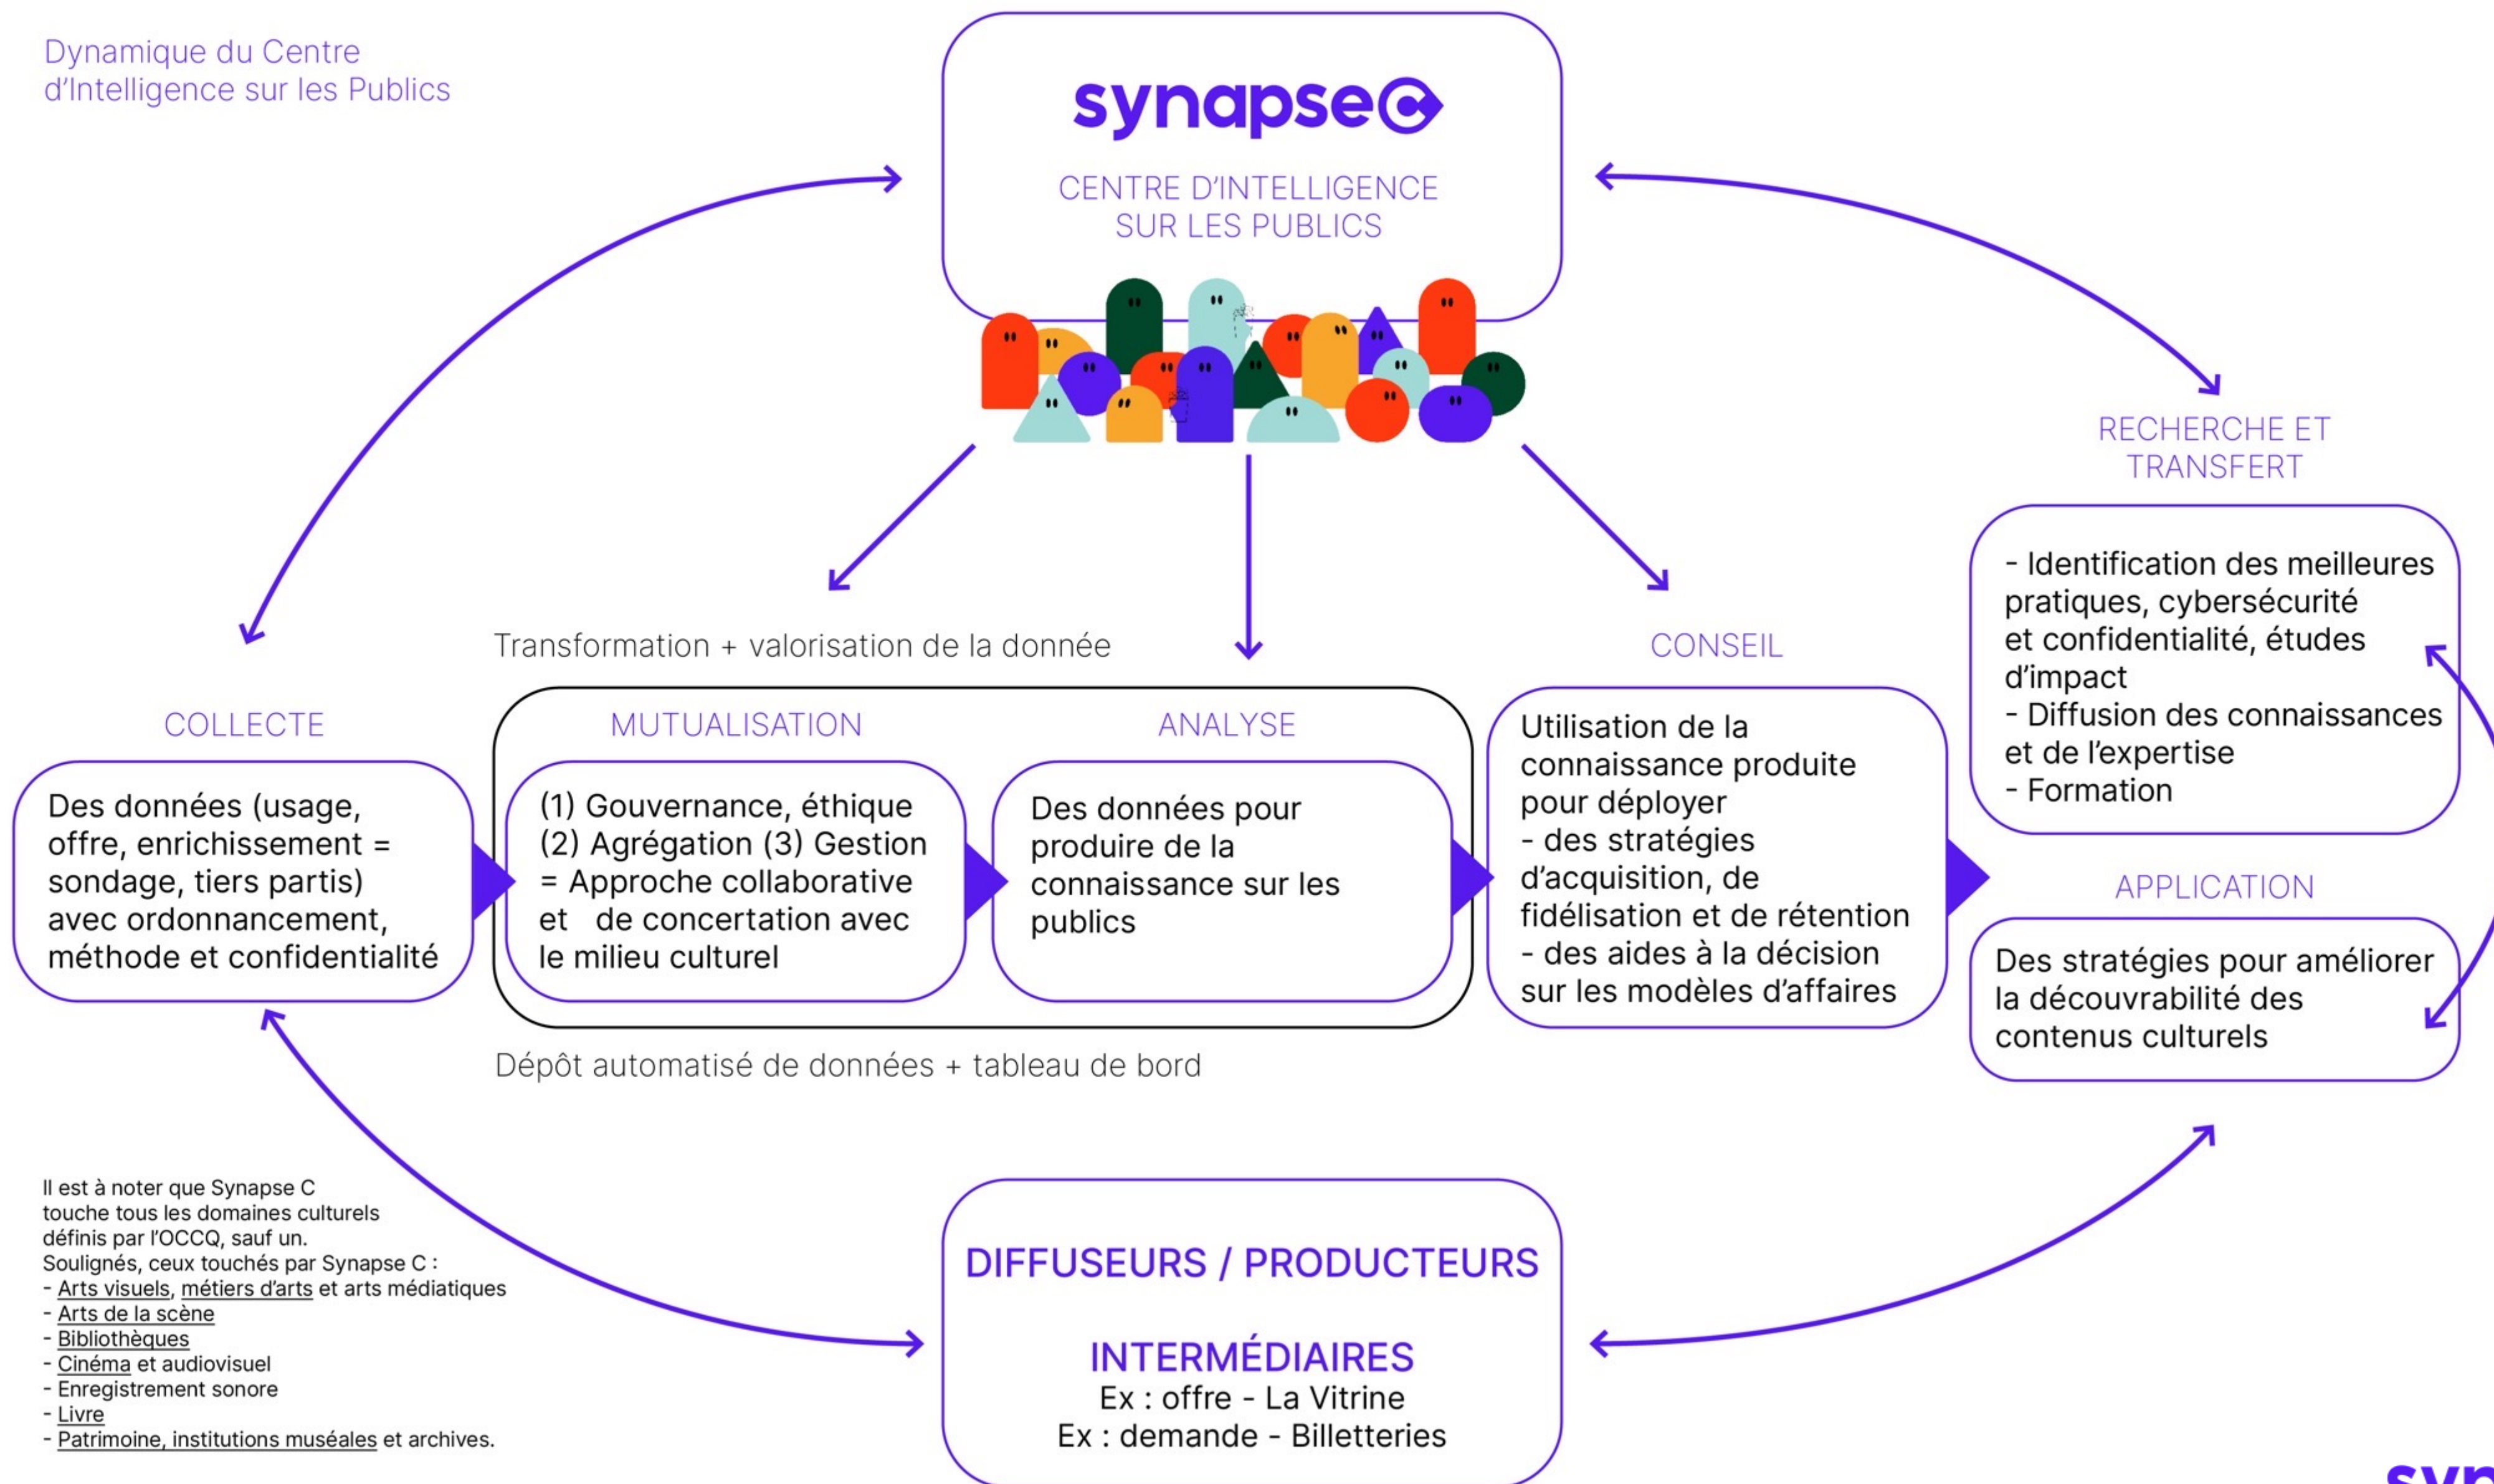 Dynamique du Centre
d'Intelligence sur les Publics
synapseC
CENTRE D'INTELLIGENCE
SUR LES PUBLICS
RECHERCHE ET
TRANSFERT
- Identification des meilleures
pratiques, cybersécurité
et confidentialité, études
d'impact
- Diffusion des connaissances
et de l'expertise
- Formation
Transformation + valorisation de la donnée
COLLECTE
Des données (usage,
offre, enrichissement =
sondage, tiers partis)
avec ordonnancement,
méthode et confidentialité
MUTUALISATION
(1) Gouvernance, éthique
(2) Agrégation (3) Gestion
= Approche collaborative
et de concertation avec
le milieu culturel
ANALYSE
Des données pour
produire de la
connaissance sur les
publics
CONSEIL
Utilisation de la
connaissance produite
pour déployer
- des stratégies
d'acquisition, de
fidélisation et de rétention
- des aides à la décision
sur les modèles d'affaires
APPLICATION
Des stratégies pour améliorer
la découvrabilité des
contenus culturels
Dépôt automatisé de données + tableau de bord
Il est à noter que Synapse C
touche tous les domaines culturels
définis par l'OCCQ, sauf un.
Soulignés, ceux touchés par Synapse C :
- Arts visuels, métiers d'arts et arts médiatiques
- Arts de la scène
- Bibliothèques
- Cinéma et audiovisuel
- Enregistrement sonore
- Livre
- Patrimoine, institutions muséales et archives.
DIFFUSEURS / PRODUCTEURS
INTERMÉDIAIRES
Ex : offre - La Vitrine
Ex : demande - Billetteries